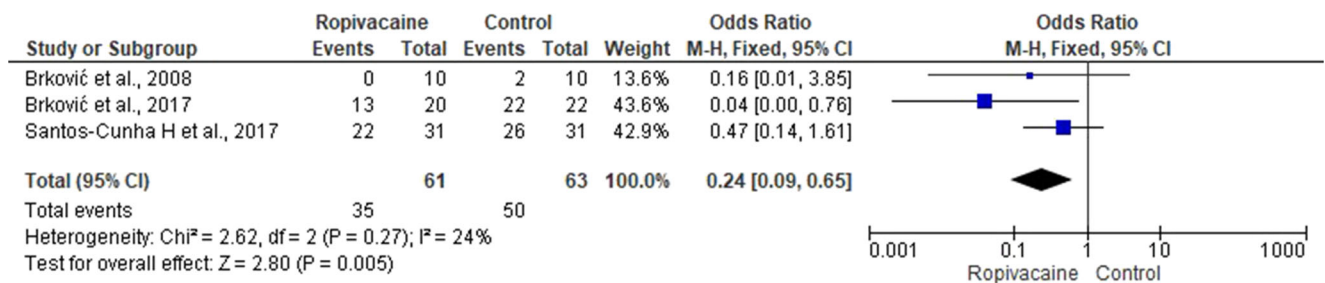 Ropivacaine Control Odds Ratio Odds Ratio
Study or Subgroup Events Total Events Total Weight M-H, Fixed, 95% CI M-H, Fixed, 95% CI
Brković et al., 2008 0 10 2 10 13.6% 0.16 [0.01, 3.85]
Brković et al., 2017 13 20 22 22 43.6% 0.04 [0.00, 0.76]
Santos-Cunha H et al., 2017 22 31 26 31 42.9% 0.47 [0.14, 1.61]
Total (95% CI) 61 63 100.0% 0.24 [0.09, 0.65]
Total events 35 50
Heterogeneity: Chi² = 2.62, df = 2 (P = 0.27); I² = 24%
Test for overall effect: Z = 2.80 (P = 0.005)
0.001 0.1 1 10 1000
Ropivacaine Control